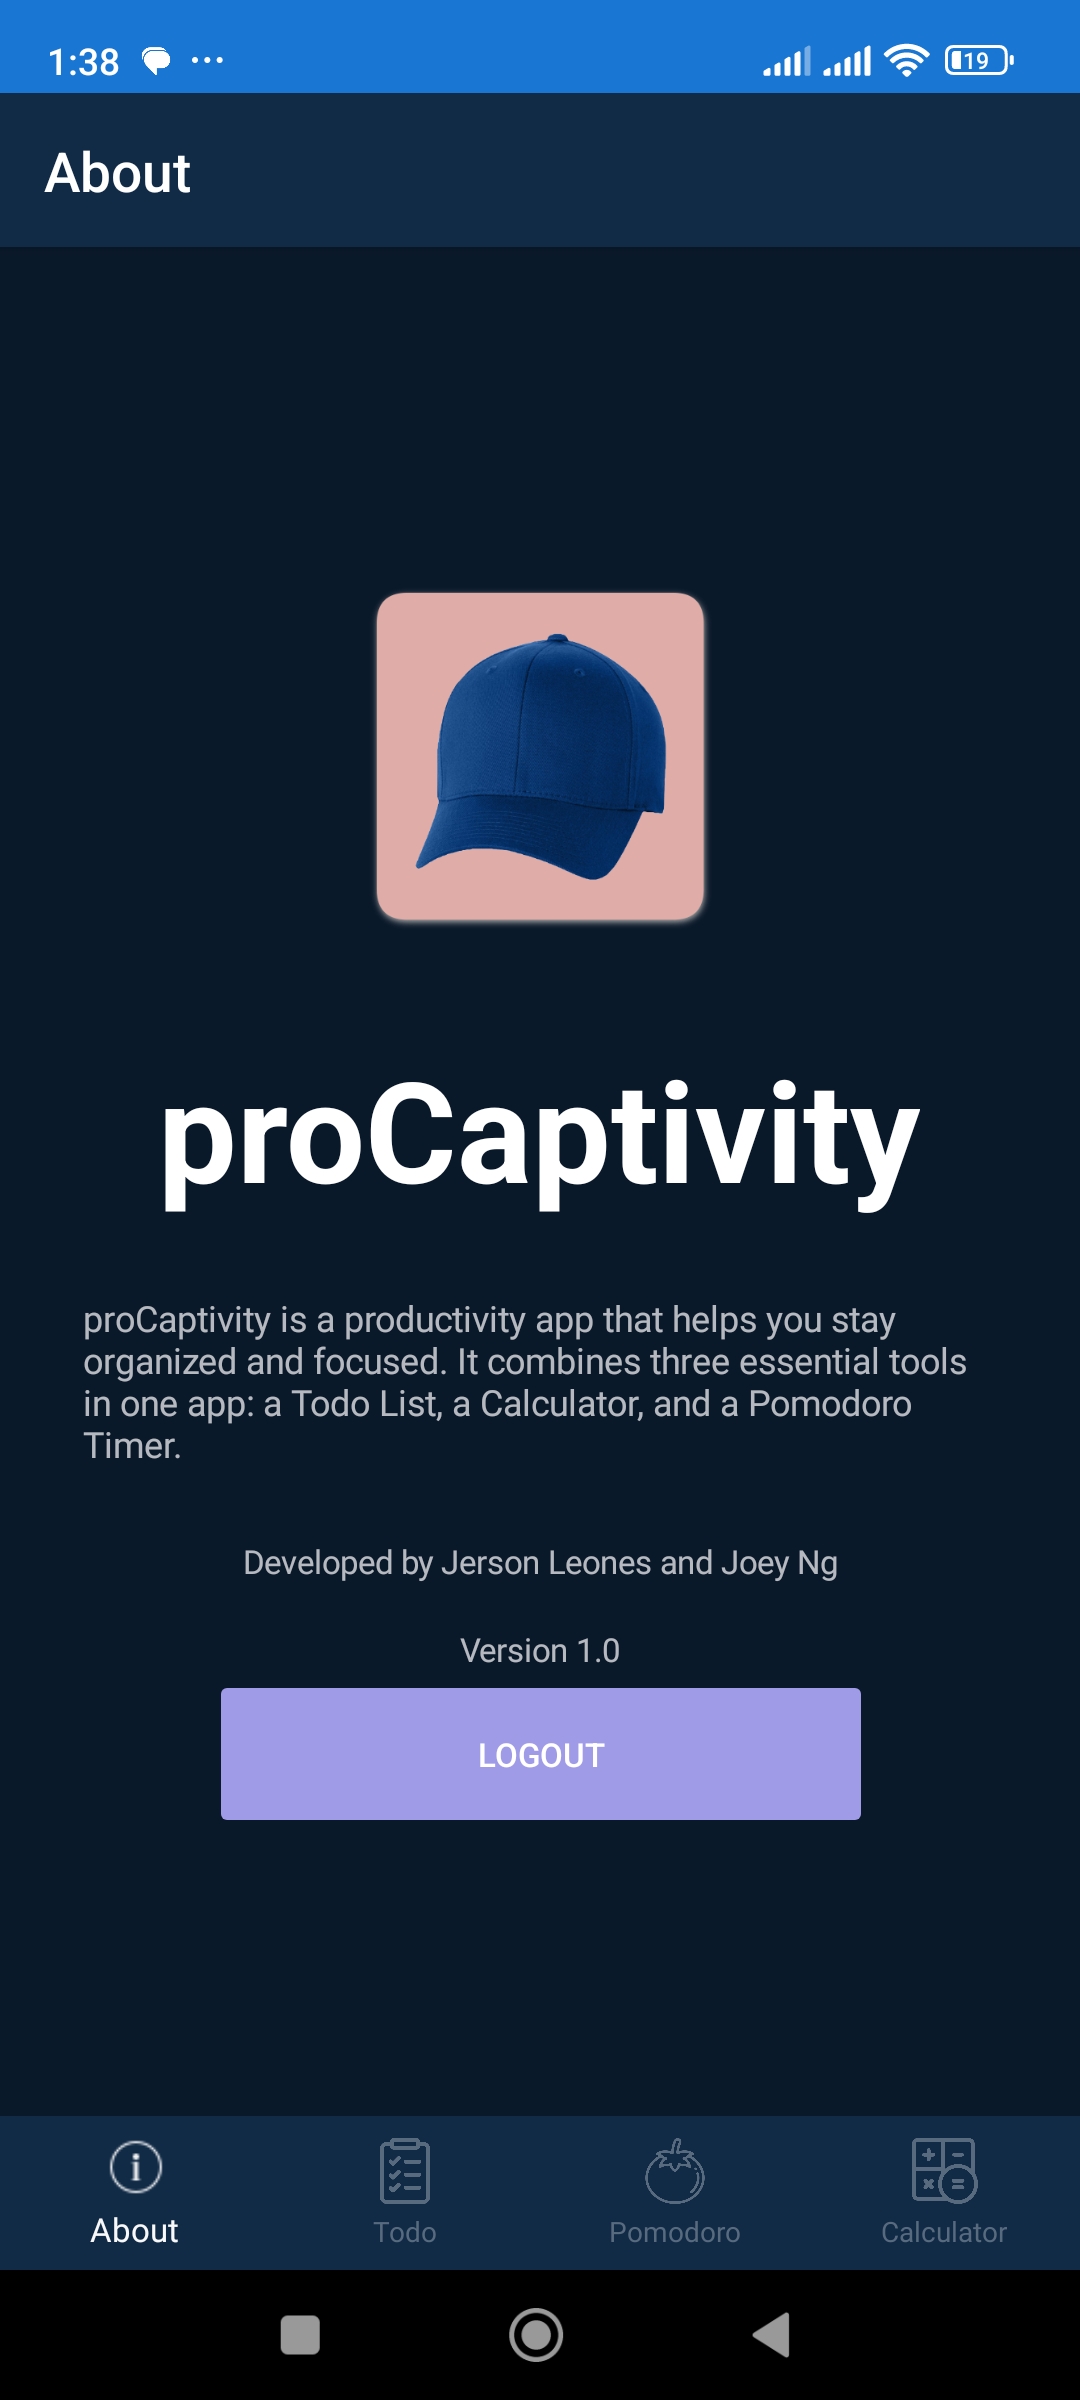 1:38
19
About
proCaptivity
proCaptivity is a productivity app that helps you stay
organized and focused. It combines three essential tools
in one app: a Todo List, a Calculator, and a Pomodoro
Timer.
Developed by Jerson Leones and Joey Ng
Version 1.0
LOGOUT
About
Todo
Pomodoro
Calculator